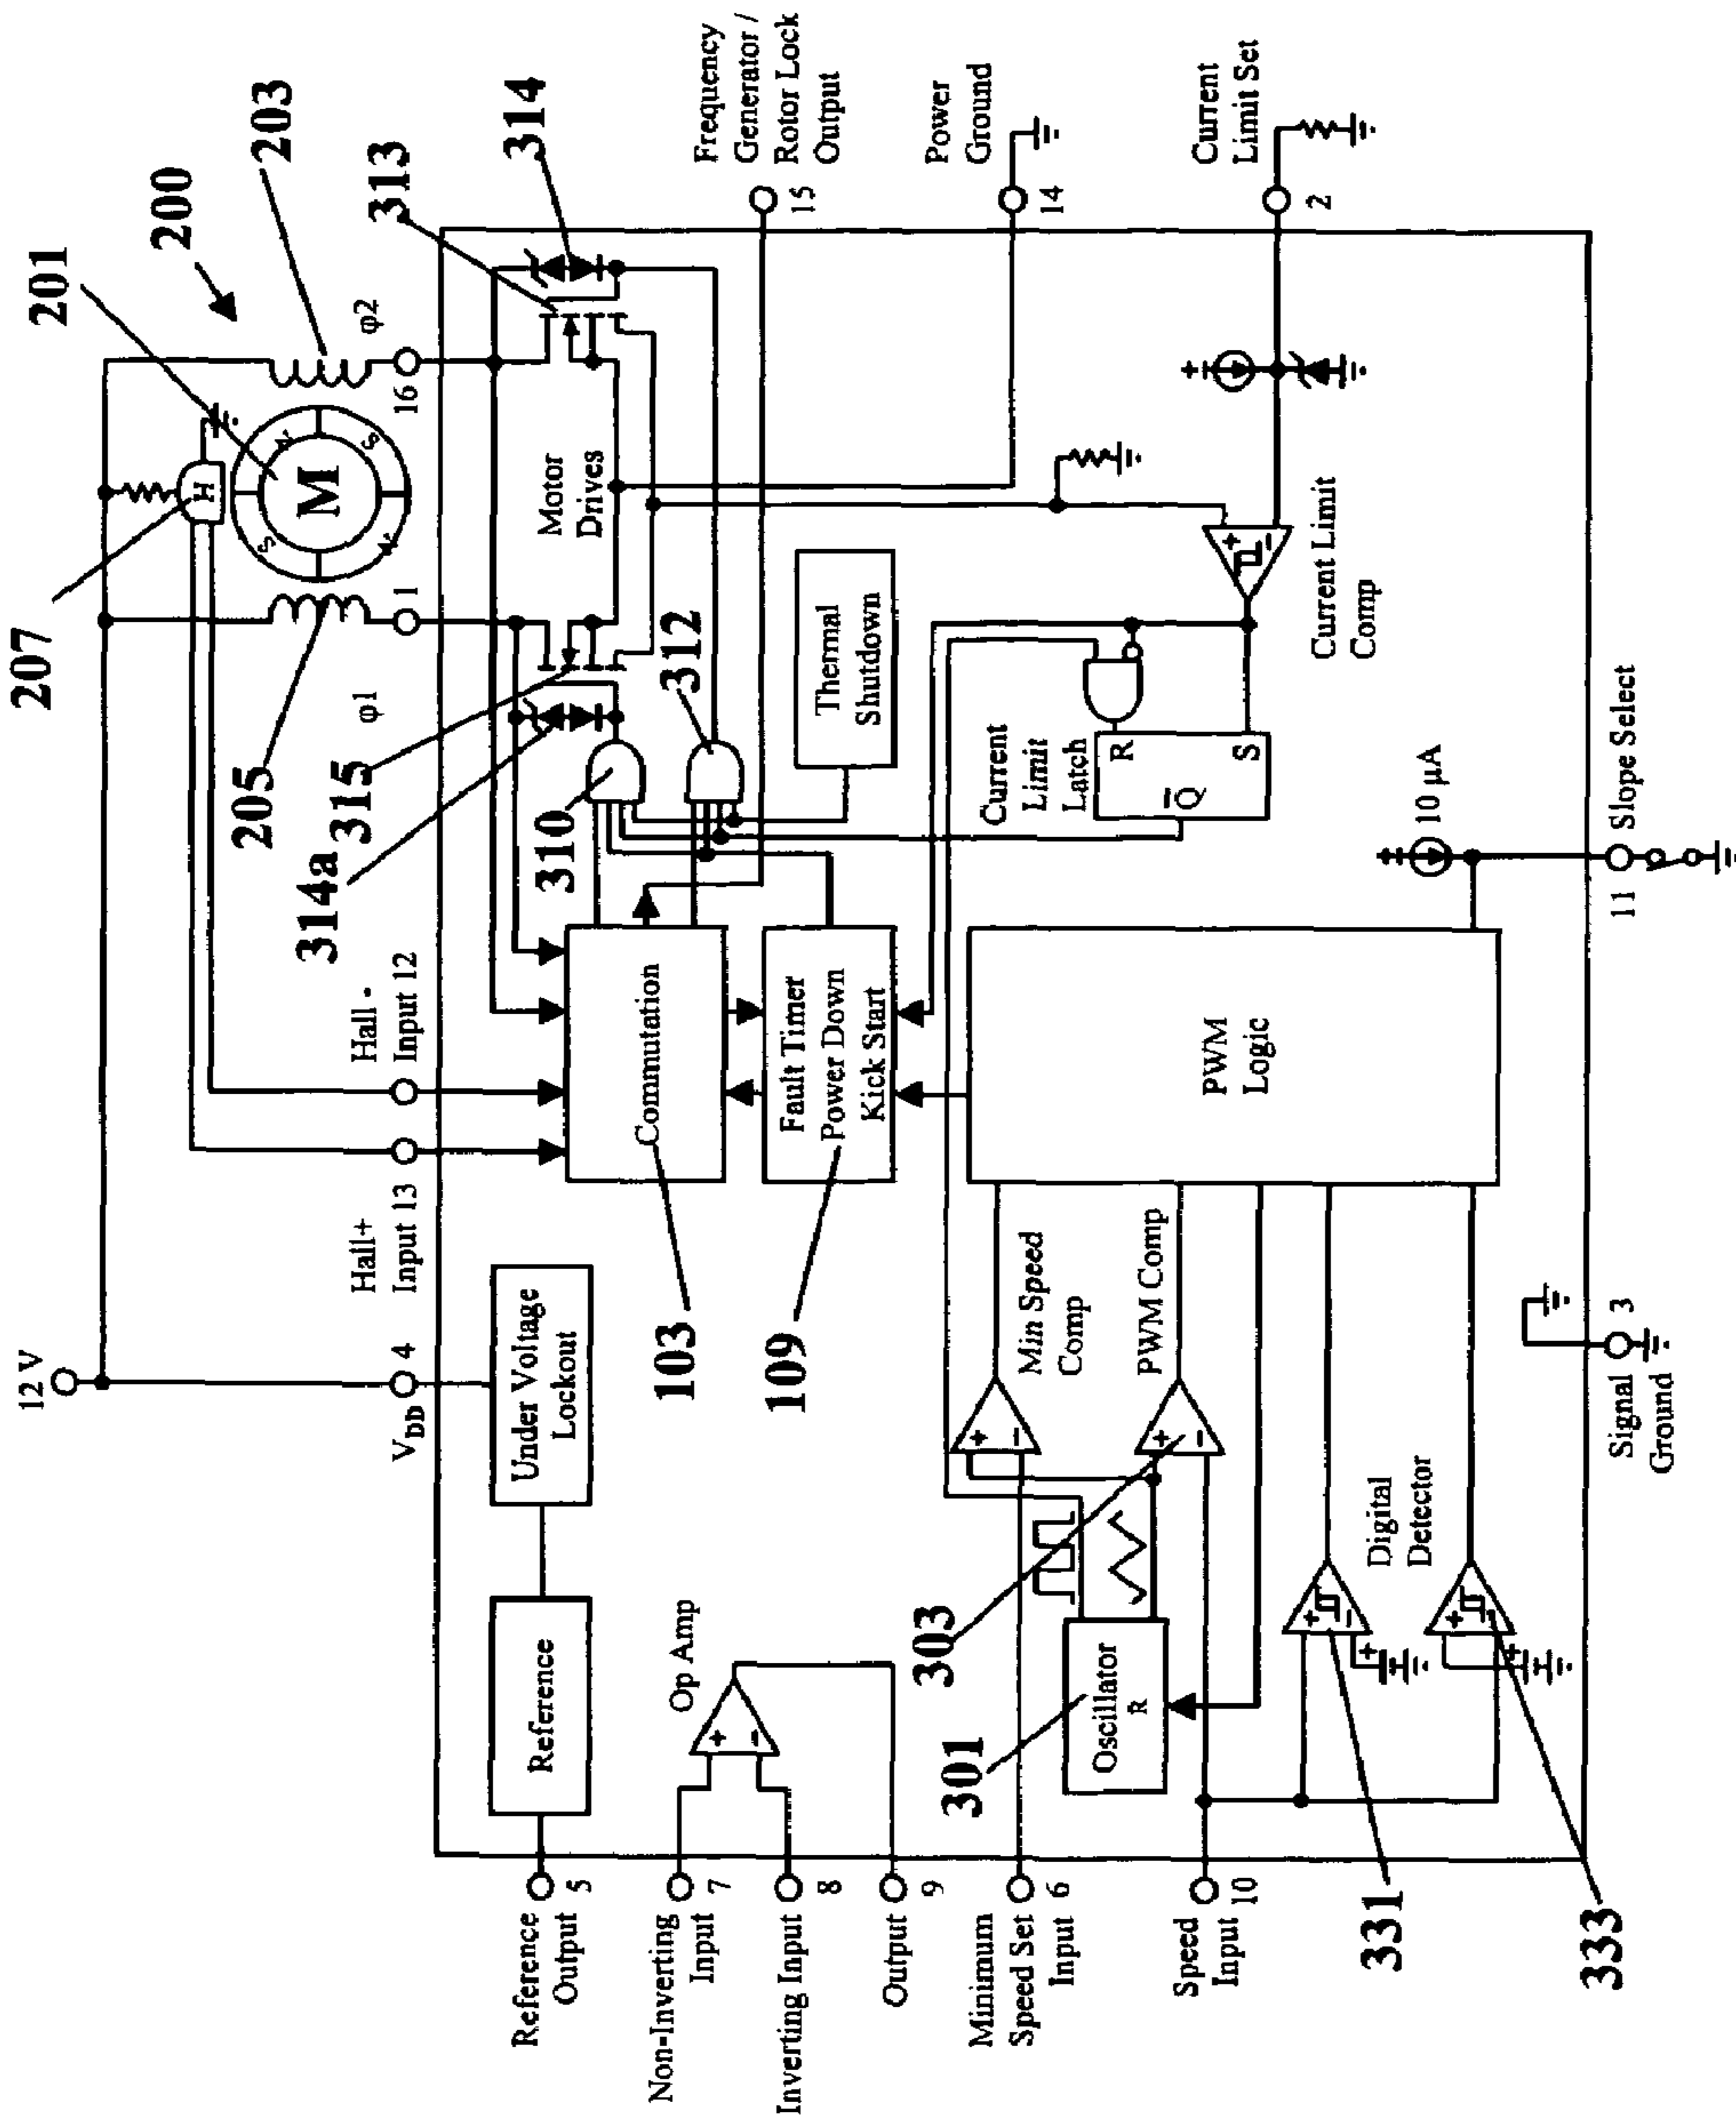 12 V
201
200
203
207
H
M
N
S
S
N
205
φ1
1
φ2
16
313
314
315
314a
310
312
Hall+
Input 13
Hall -
Input 12
VDD 4
Reference
Output 5
Reference
Under Voltage
Lockout
Commutation
103
Motor
Drives
Frequency
Generator /
Rotor Lock
Output
15
Non-Inverting
Input 7
Inverting Input 8
Output 9
Op Amp
+
-
Fault Timer
Power Down
Kick Start
109
Thermal
Shutdown
Power
Ground
14
Minimum
Speed Set
Input 6
Min Speed
Comp
+
-
Current
Limit
Latch
R
S
Q
Current Limit
Comp
+
-
Current
Limit Set
2
Speed
Input 10
301
Oscillator
R
303
PWM Comp
+
-
PWM
Logic
10 μA
Digital
Detector
+
-
+
+
-
+
331
333
Signal
Ground 3
11 Slope Select